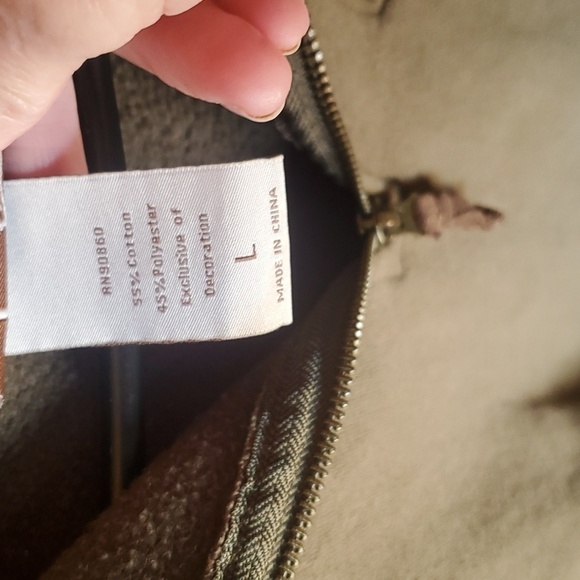 RN90860
55% Cotton
45% Polyester
Exclusive of
Decoration
L
MADE IN CHINA